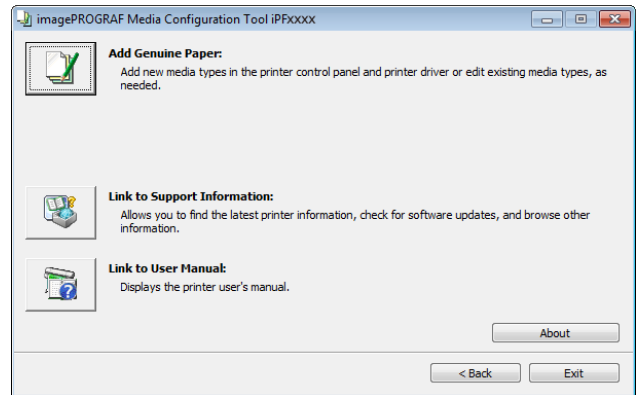 imagePROGRAF Media Configuration Tool iPFxxxx
Add Genuine Paper:
Add new media types in the printer control panel and printer driver or edit existing media types, as
needed.
Link to Support Information:
Allows you to find the latest printer information, check for software updates, and browse other
information.
Link to User Manual:
Displays the printer user's manual.
About
< Back Exit